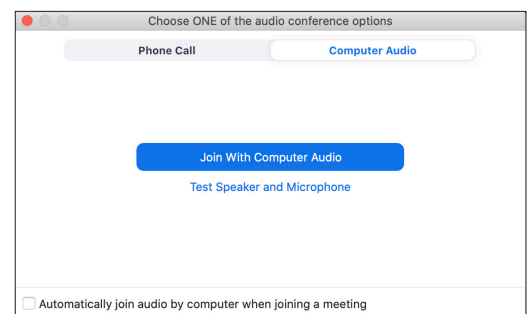 Choose ONE of the audio conference options
Phone Call
Computer Audio
Join With Computer Audio
Test Speaker and Microphone
Automatically join audio by computer when joining a meeting